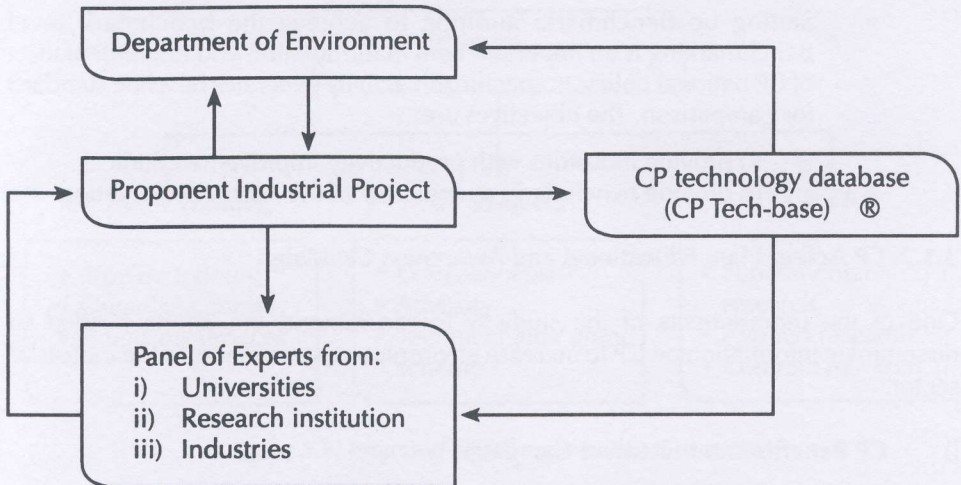 Department of Environment
Proponent Industrial Project
CP technology database
(CP Tech-base) ®
Panel of Experts from:
i) Universities
ii) Research institution
iii) Industries